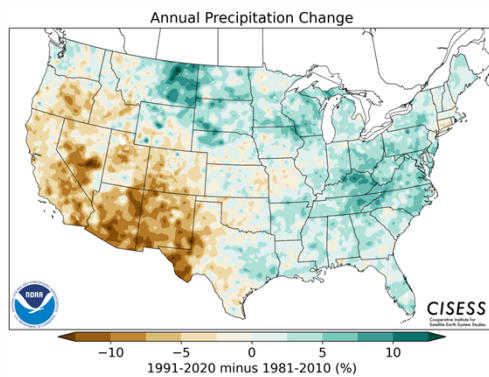 Annual Precipitation Change
NOAA
CISESS
Cooperative Institute for
Satellite Earth System Studies
−10 −5 0 5 10
1991-2020 minus 1981-2010 (%)